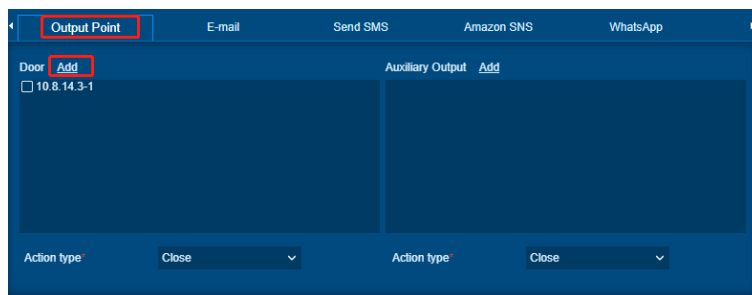 Output Point E-mail Send SMS Amazon SNS WhatsApp
Door Add Auxiliary Output Add
10.8.14.3-1
Action type* Close Action type* Close